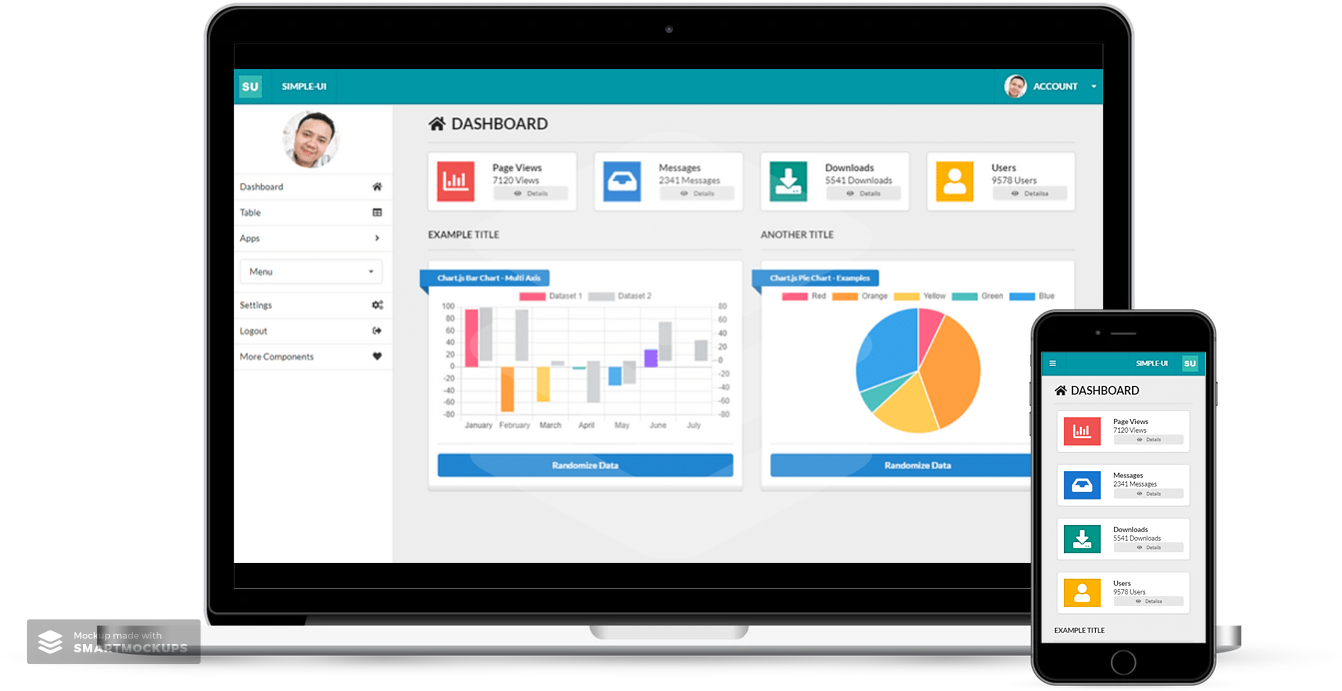 SU SIMPLE-UI ACCOUNT
Dashboard
Table
Apps
Menu
Settings
Logout
More Components
DASHBOARD
Page Views
7120 Views
Details
Messages
2341 Messages
Details
Downloads
5541 Downloads
Details
Users
9578 Users
Detailsa
EXAMPLE TITLE
Chart.js Bar Chart - Multi Axis
Dataset 1 Dataset 2
100 80
80 60
60 40
40 20
20 0
0 -20
-20 -40
-40 -60
-60 -80
-80
January February March April May June July
Randomize Data
ANOTHER TITLE
Chart.js Pie Chart - Examples
Red Orange Yellow Green Blue
Randomize Data
SIMPLE-UI SU
DASHBOARD
Page Views
7120 Views
Details
Messages
2341 Messages
Details
Downloads
5541 Downloads
Details
Users
9578 Users
Detailsa
EXAMPLE TITLE
Mockup made with
SMARTMOCKUPS